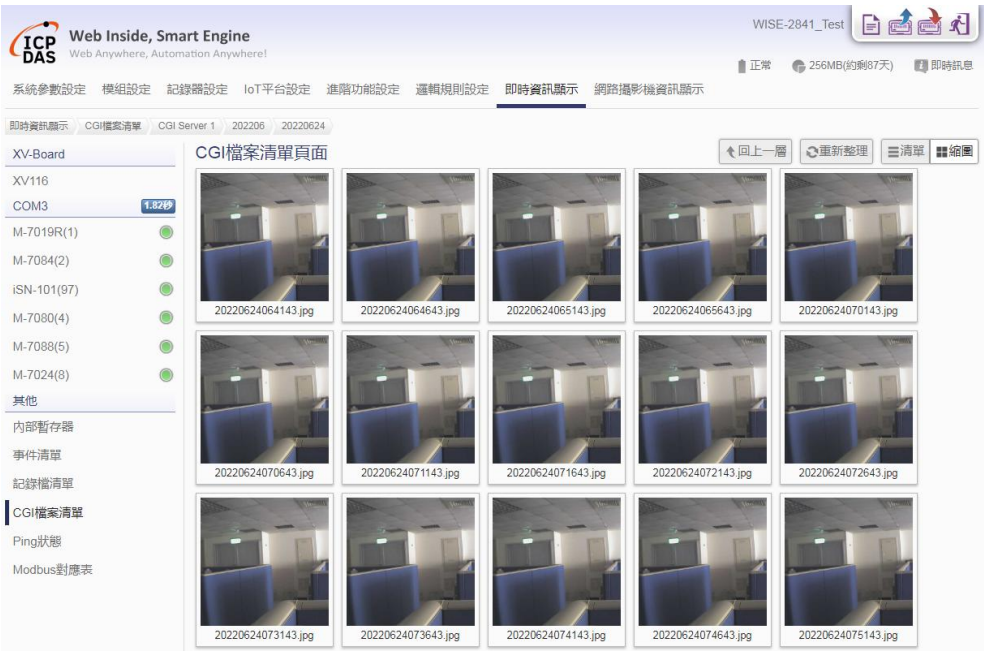 ICP
DAS
Web Inside, Smart Engine
Web Anywhere, Automation Anywhere!
WISE-2841_Test
正常
256MB(約剩87天)
即時訊息
系統參數設定 模組設定 記錄器設定 IoT平台設定 進階功能設定 邏輯規則設定 即時資訊顯示 網路攝影機資訊顯示
即時資訊顯示 CGI檔案清單 CGI Server 1 202206 20220624
XV-Board
XV116
COM3 1.82秒
M-7019R(1)
M-7084(2)
iSN-101(97)
M-7080(4)
M-7088(5)
M-7024(8)
其他
內部暫存器
事件清單
記錄檔清單
CGI檔案清單
Ping狀態
Modbus對應表
CGI檔案清單頁面
回上一層 重新整理 清單 縮圖
20220624064143.jpg 20220624064643.jpg 20220624065143.jpg 20220624065643.jpg 20220624070143.jpg
20220624070643.jpg 20220624071143.jpg 20220624071643.jpg 20220624072143.jpg 20220624072643.jpg
20220624073143.jpg 20220624073643.jpg 20220624074143.jpg 20220624074643.jpg 20220624075143.jpg